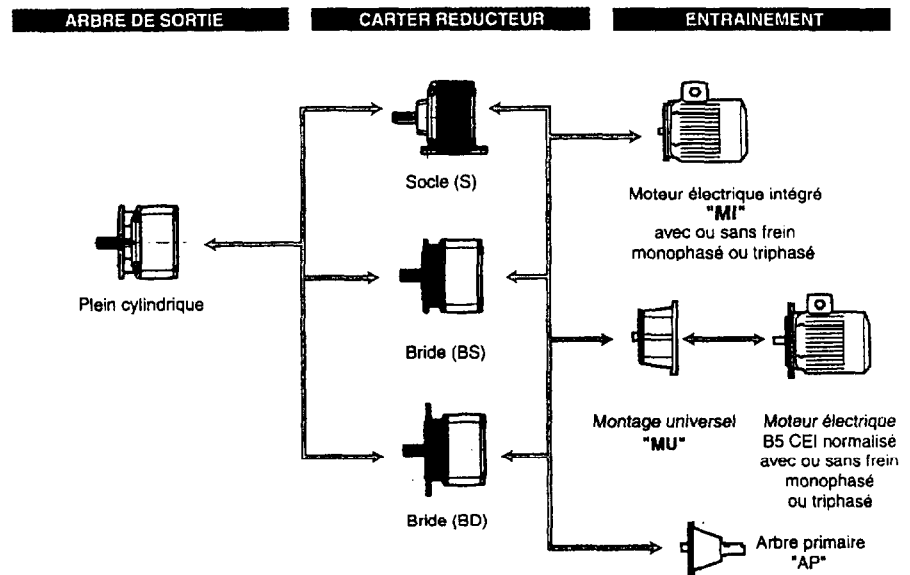 ARBRE DE SORTIE
CARTER REDUCTEUR
ENTRAINEMENT
Socle (S)
Moteur électrique intégré
"MI"
avec ou sans frein
monophasé ou triphasé
Plein cylindrique
Bride (BS)
Montage universel
"MU"
Moteur électrique
B5 CEI normalisé
avec ou sans frein
monophasé
ou triphasé
Bride (BD)
Arbre primaire
"AP"